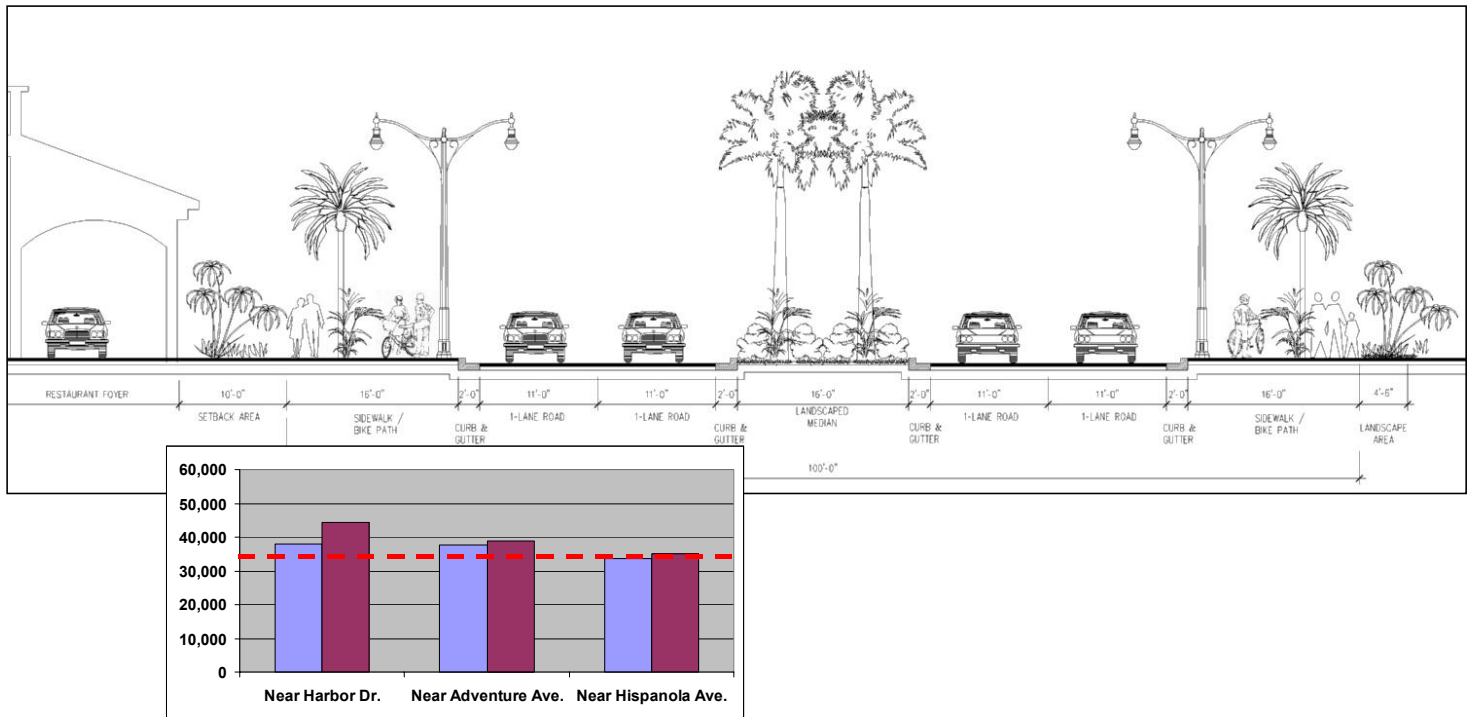 RESTAURANT FOYER 10'-0" 16'-0" 2'-0" 11'-0" 11'-0" 2'-0" 16'-0" 2'-0" 11'-0" 11'-0" 2'-0" 16'-0" 4'-6"
SETBACK AREA
SIDEWALK /
BIKE PATH
CURB &
GUTTER
1-LANE ROAD
1-LANE ROAD
CURB &
GUTTER
LANDSCAPED
MEDIAN
CURB &
GUTTER
1-LANE ROAD
1-LANE ROAD
CURB &
GUTTER
SIDEWALK /
BIKE PATH
LANDSCAPE
AREA
100'-0"
60,000
50,000
40,000
30,000
20,000
10,000
0
Near Harbor Dr. Near Adventure Ave. Near Hispanola Ave.